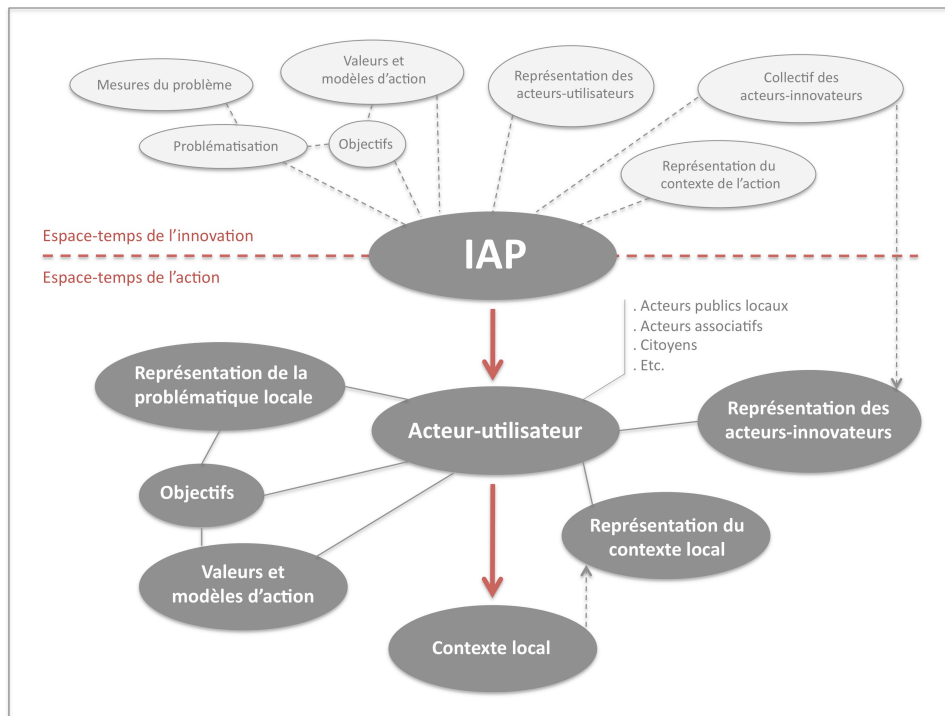 Valeurs et
modèles d'action
Mesures du problème
Représentation des
acteurs-utilisateurs
Collectif des
acteurs-innovateurs
Problématisation
Objectifs
Représentation du
contexte de l'action
Espace-temps de l'innovation
IAP
Espace-temps de l'action
. Acteurs publics locaux
. Acteurs associatifs
. Citoyens
. Etc.
Représentation de la
problématique locale
Acteur-utilisateur
Représentation des
acteurs-innovateurs
Objectifs
Représentation du
contexte local
Valeurs et
modèles d'action
Contexte local